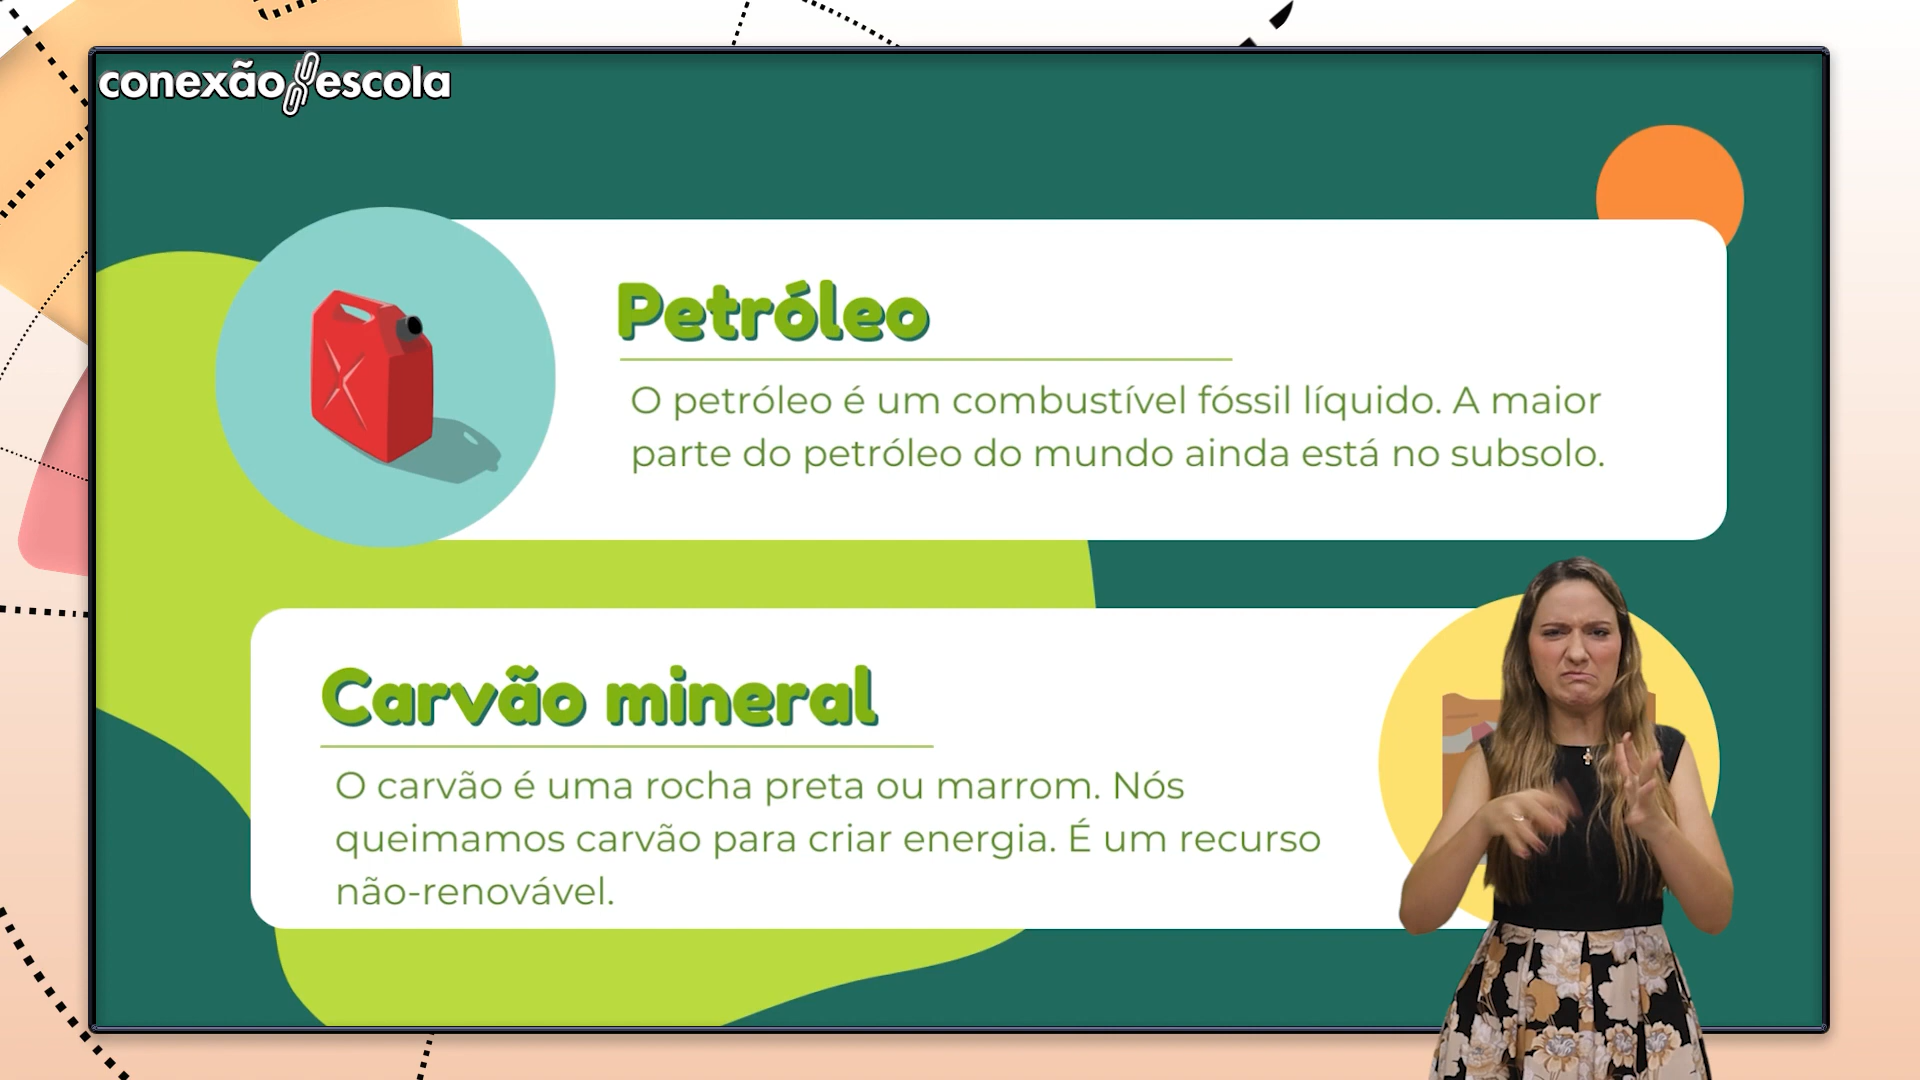 conexão escola
Petróleo
O petróleo é um combustível fóssil líquido. A maior
parte do petróleo do mundo ainda está no subsolo.
Carvão mineral
O carvão é uma rocha preta ou marrom. Nós
queimamos carvão para criar energia. É um recurso
não-renovável.